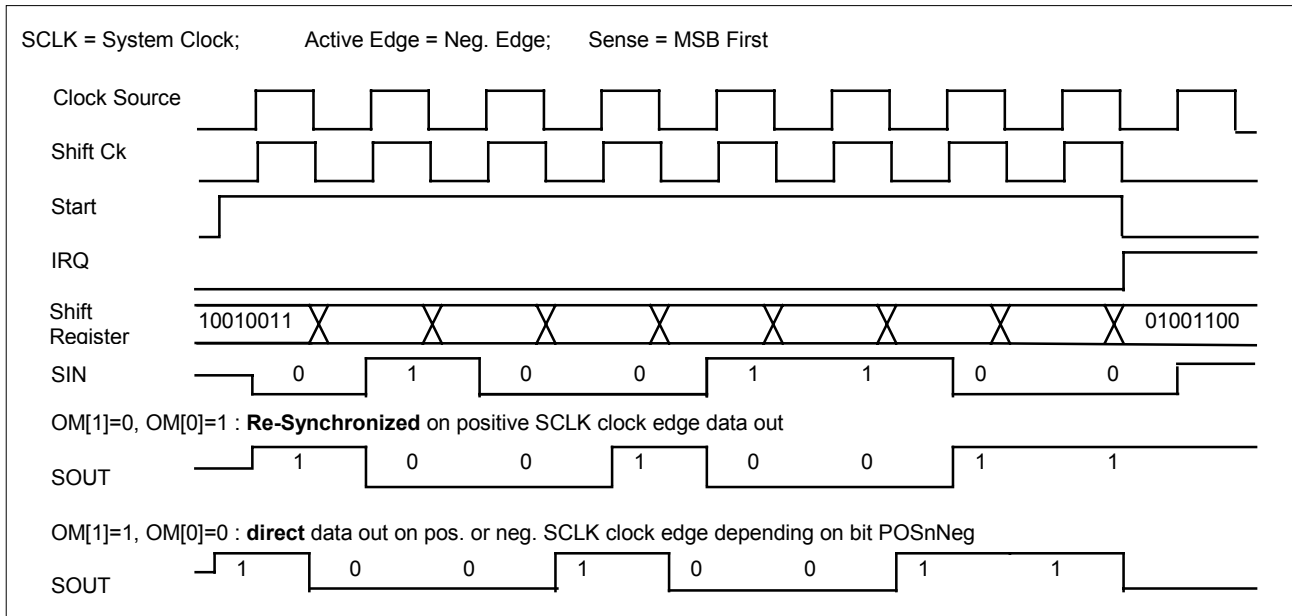 SCLK = System Clock; Active Edge = Neg. Edge; Sense = MSB First
Clock Source
Shift Ck
Start
IRQ
Shift
Register
10010011
01001100
SIN
0 1 0 0 1 1 0 0
OM[1]=0, OM[0]=1 : Re-Synchronized on positive SCLK clock edge data out
SOUT
1 0 0 1 0 0 1 1
OM[1]=1, OM[0]=0 : direct data out on pos. or neg. SCLK clock edge depending on bit POSnNeg
SOUT
1 0 0 1 0 0 1 1